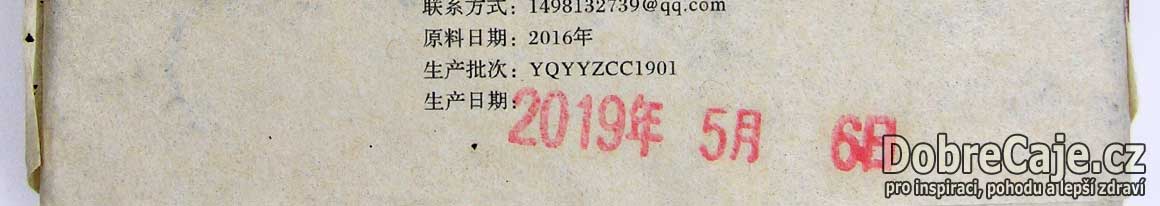 联系方式: 1498132739@qq.com
原料日期: 2016年
生产批次: YQYYZCC1901
生产日期: 2019年 5月 6日
DobreCaje.cz
pro inspiraci, pohodu a lepší zdraví